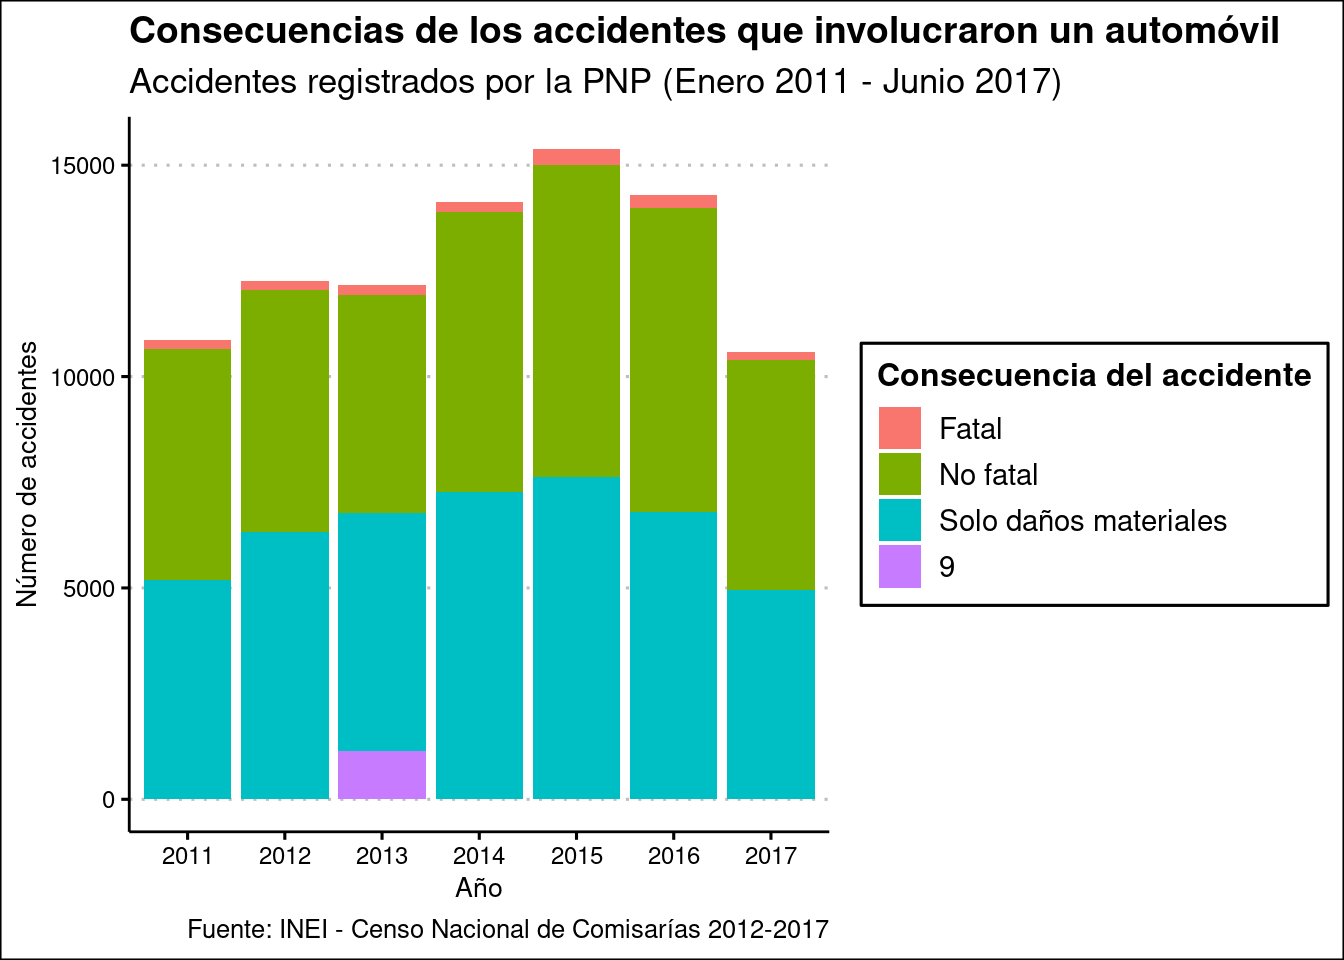 Consecuencias de los accidentes que involucraron un automóvil
Accidentes registrados por la PNP (Enero 2011 - Junio 2017)
Número de accidentes
15000
10000
5000
0
2011 2012 2013 2014 2015 2016 2017
Año
Consecuencia del accidente
Fatal
No fatal
Solo daños materiales
9
Fuente: INEI - Censo Nacional de Comisarías 2012-2017